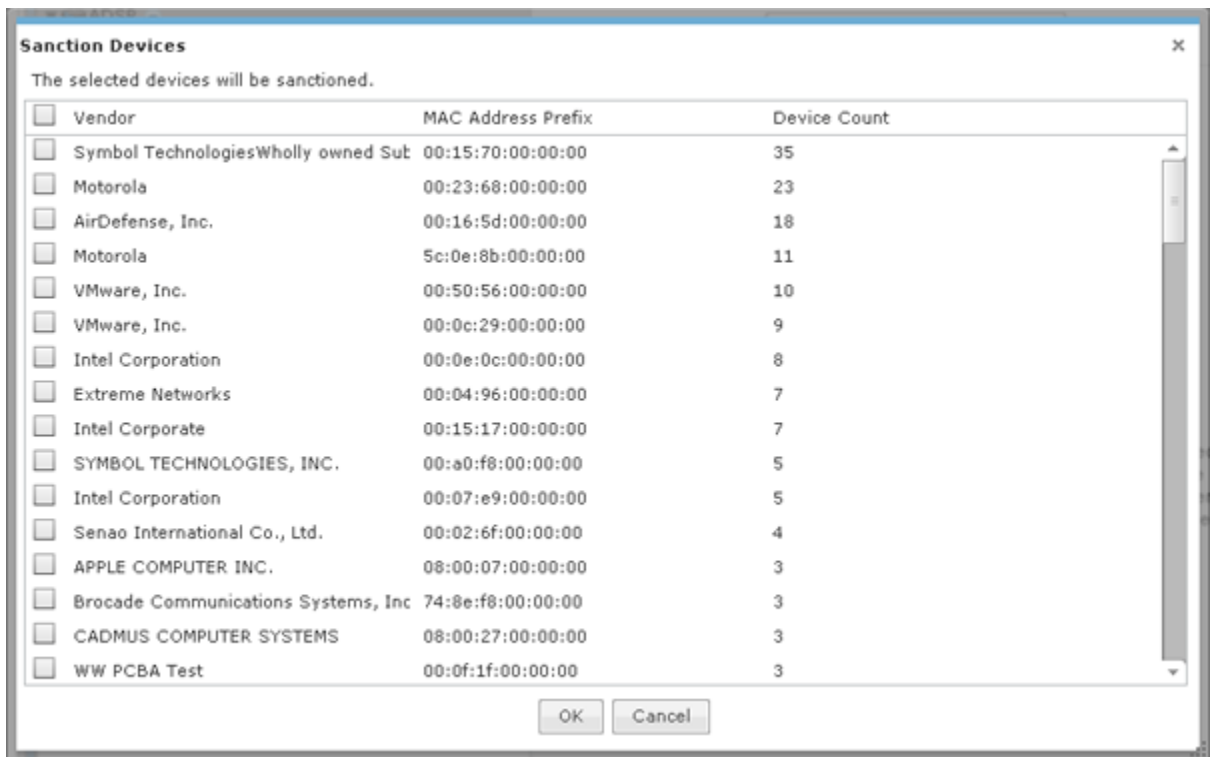 Sanction Devices
The selected devices will be sanctioned.
Vendor MAC Address Prefix Device Count
Symbol TechnologiesWholly owned Sub 00:15:70:00:00:00 35
Motorola 00:23:68:00:00:00 23
AirDefense, Inc. 00:16:5d:00:00:00 18
Motorola 5c:0e:8b:00:00:00 11
VMware, Inc. 00:50:56:00:00:00 10
VMware, Inc. 00:0c:29:00:00:00 9
Intel Corporation 00:0e:0c:00:00:00 8
Extreme Networks 00:04:96:00:00:00 7
Intel Corporate 00:15:17:00:00:00 7
SYMBOL TECHNOLOGIES, INC. 00:a0:f8:00:00:00 5
Intel Corporation 00:07:e9:00:00:00 5
Senao International Co., Ltd. 00:02:6f:00:00:00 4
APPLE COMPUTER INC. 08:00:07:00:00:00 3
Brocade Communications Systems, Inc 74:8e:f8:00:00:00 3
CADMUS COMPUTER SYSTEMS 08:00:27:00:00:00 3
WW PCBA Test 00:0f:1f:00:00:00 3
OK Cancel